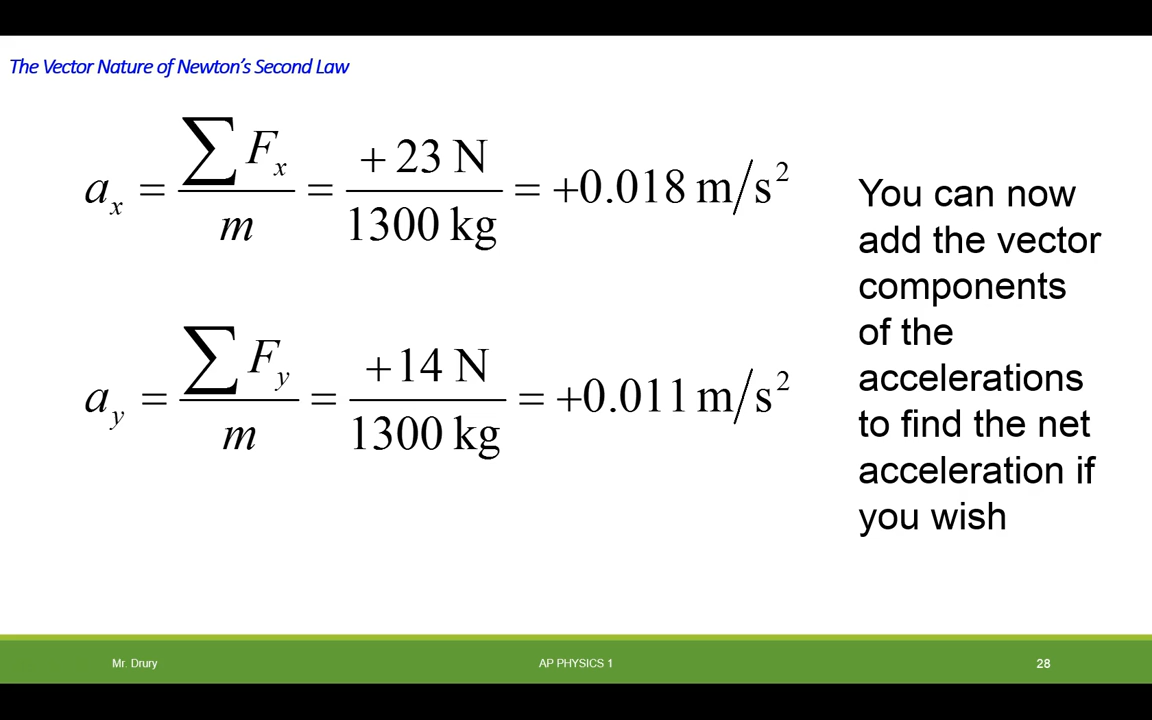 The Vector Nature of Newton's Second Law
a_x = ∑F_x / m = +23 N / 1300 kg = +0.018 m/s²
a_y = ∑F_y / m = +14 N / 1300 kg = +0.011 m/s²
You can now
add the vector
components
of the
accelerations
to find the net
acceleration if
you wish
Mr. Drury
AP PHYSICS 1
28